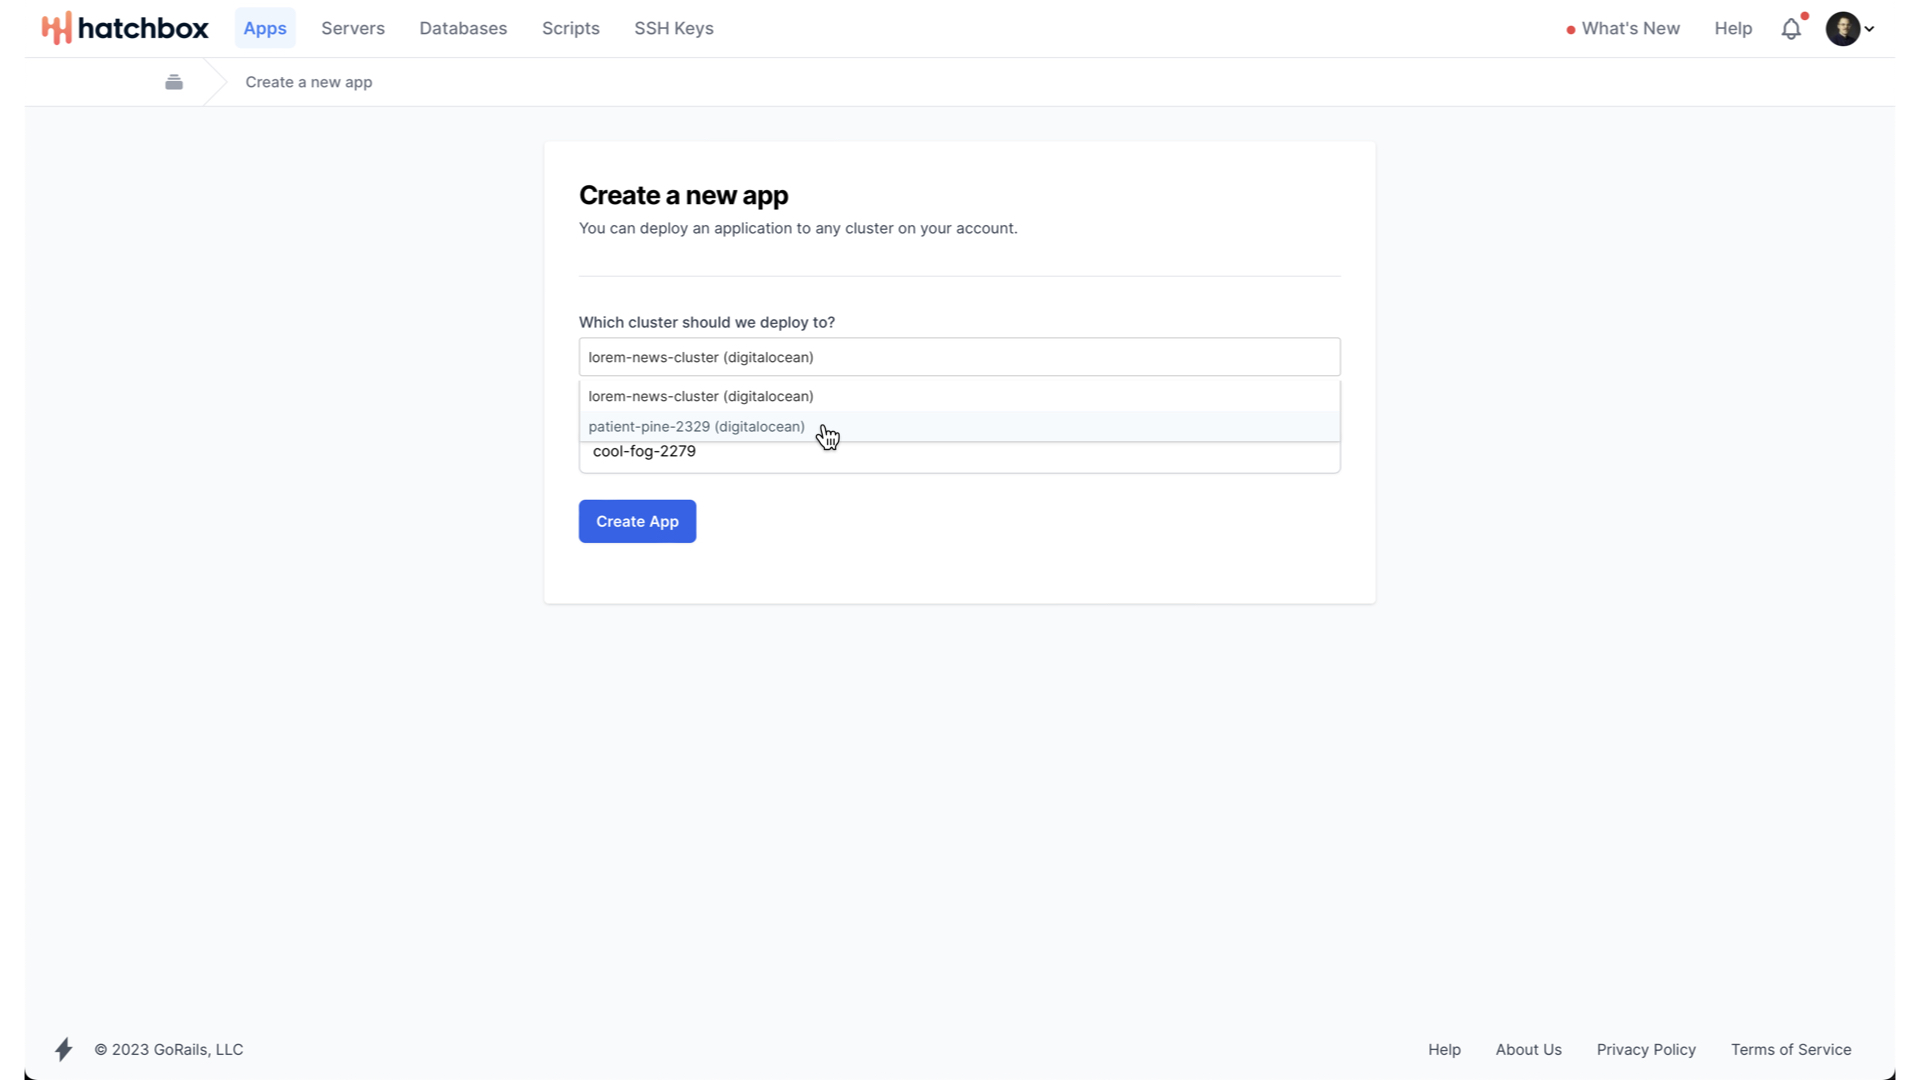 hatchbox
Apps
Servers
Databases
Scripts
SSH Keys
What's New
Help
Create a new app
Create a new app
You can deploy an application to any cluster on your account.
Which cluster should we deploy to?
lorem-news-cluster (digitalocean)
lorem-news-cluster (digitalocean)
patient-pine-2329 (digitalocean)
cool-fog-2279
Create App
© 2023 GoRails, LLC
Help
About Us
Privacy Policy
Terms of Service